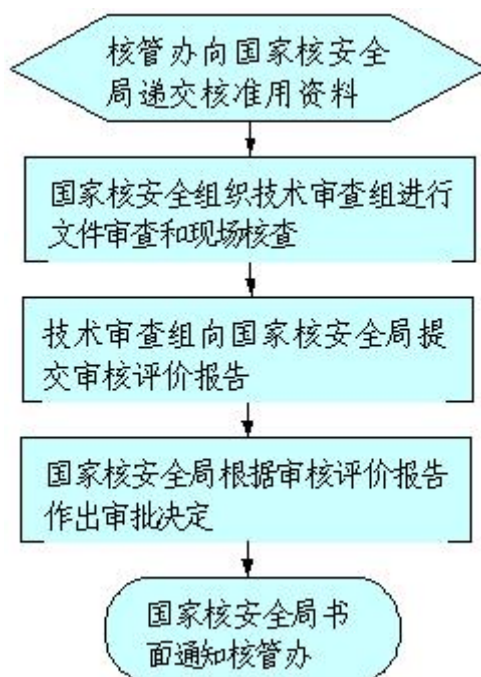 核管办向国家核安全
局递交核准用资料
国家核安全组织技术审查组进行
文件审查和现场核查
技术审查组向国家核安全局提
交审核评价报告
国家核安全局根据审核评价报告
作出审批决定
国家核安全局书
面通知核管办